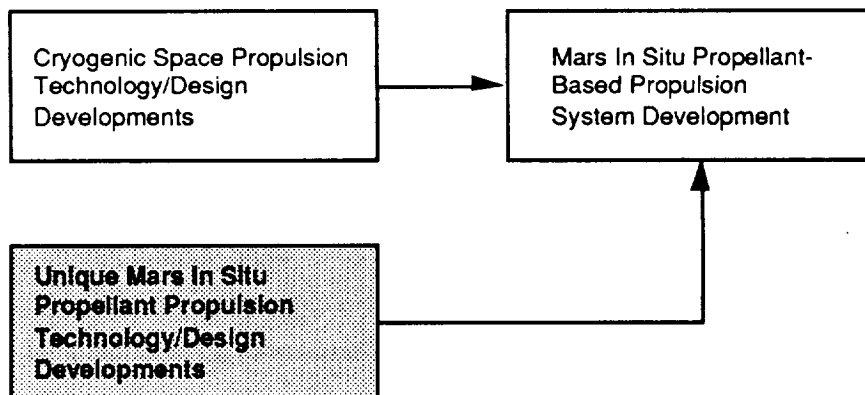 Cryogenic Space Propulsion
Technology/Design
Developments
Mars In Situ Propellant-
Based Propulsion
System Development
Unique Mars In Situ
Propellant Propulsion
Technology/Design
Developments